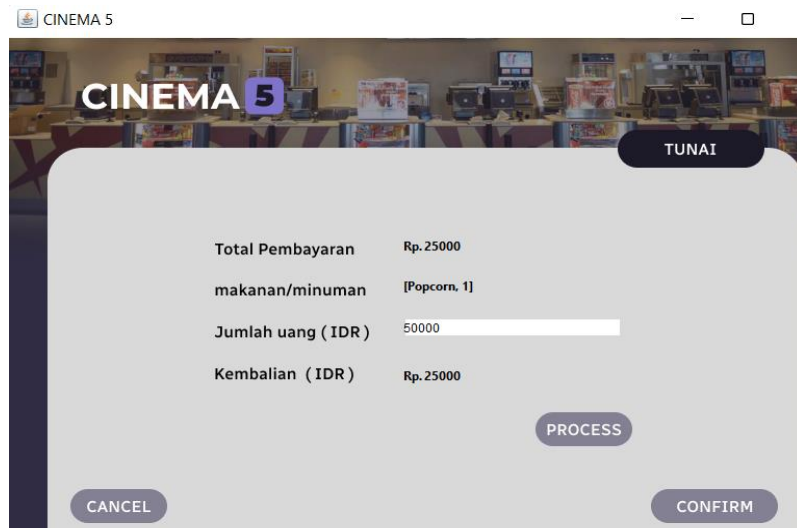 CINEMA 5
CINEMA 5
TUNAI
Total Pembayaran Rp. 25000
makanan/minuman [Popcorn, 1]
Jumlah uang ( IDR ) 50000
Kembalian ( IDR ) Rp. 25000
PROCESS
CANCEL CONFIRM